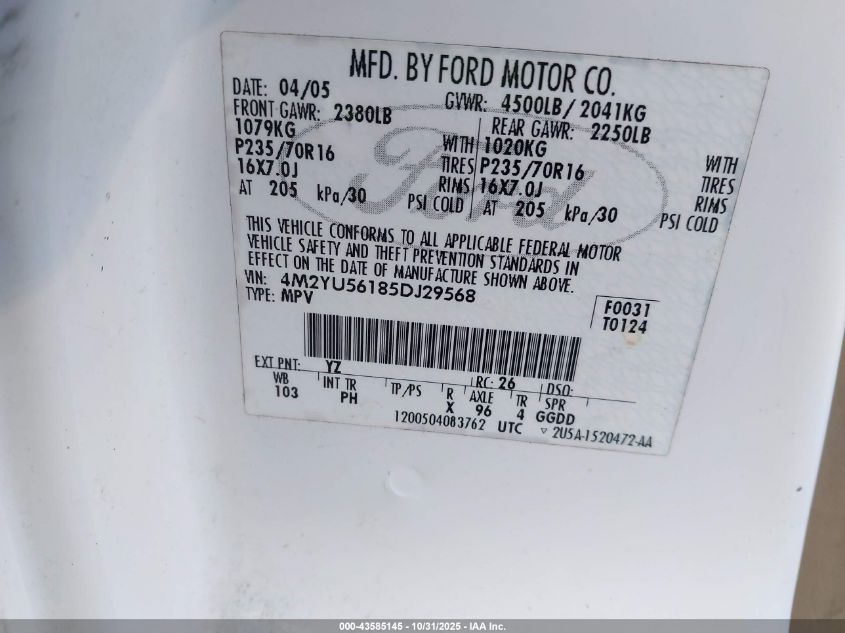 MFD. BY FORD MOTOR CO.
DATE: 04/05 GVWR: 4500LB/ 2041KG
FRONT GAWR: 2380LB REAR GAWR: 2250LB
1079KG WITH 1020KG WITH
P235/70R16 TIRES P235/70R16 TIRES
16X7.0J RIMS 16X7.0J RIMS
AT 205 kPa/30 PSI COLD AT 205 kPa/30 PSI COLD
THIS VEHICLE CONFORMS TO ALL APPLICABLE FEDERAL MOTOR
VEHICLE SAFETY AND THEFT PREVENTION STANDARDS IN
EFFECT ON THE DATE OF MANUFACTURE SHOWN ABOVE.
VIN: 4M2YU56185DJ29568
TYPE: MPV
F0031
T0124
EXT PNT: YZ RC: 26 DSO:
WB INT TR TP/PS R AXLE TR SPR
103 PH X 96 4 GGDD
1200504083762 UTC ▽ 2U5A-1520472-AA
Ford
000-43585145 - 10/31/2025 - IAA Inc.